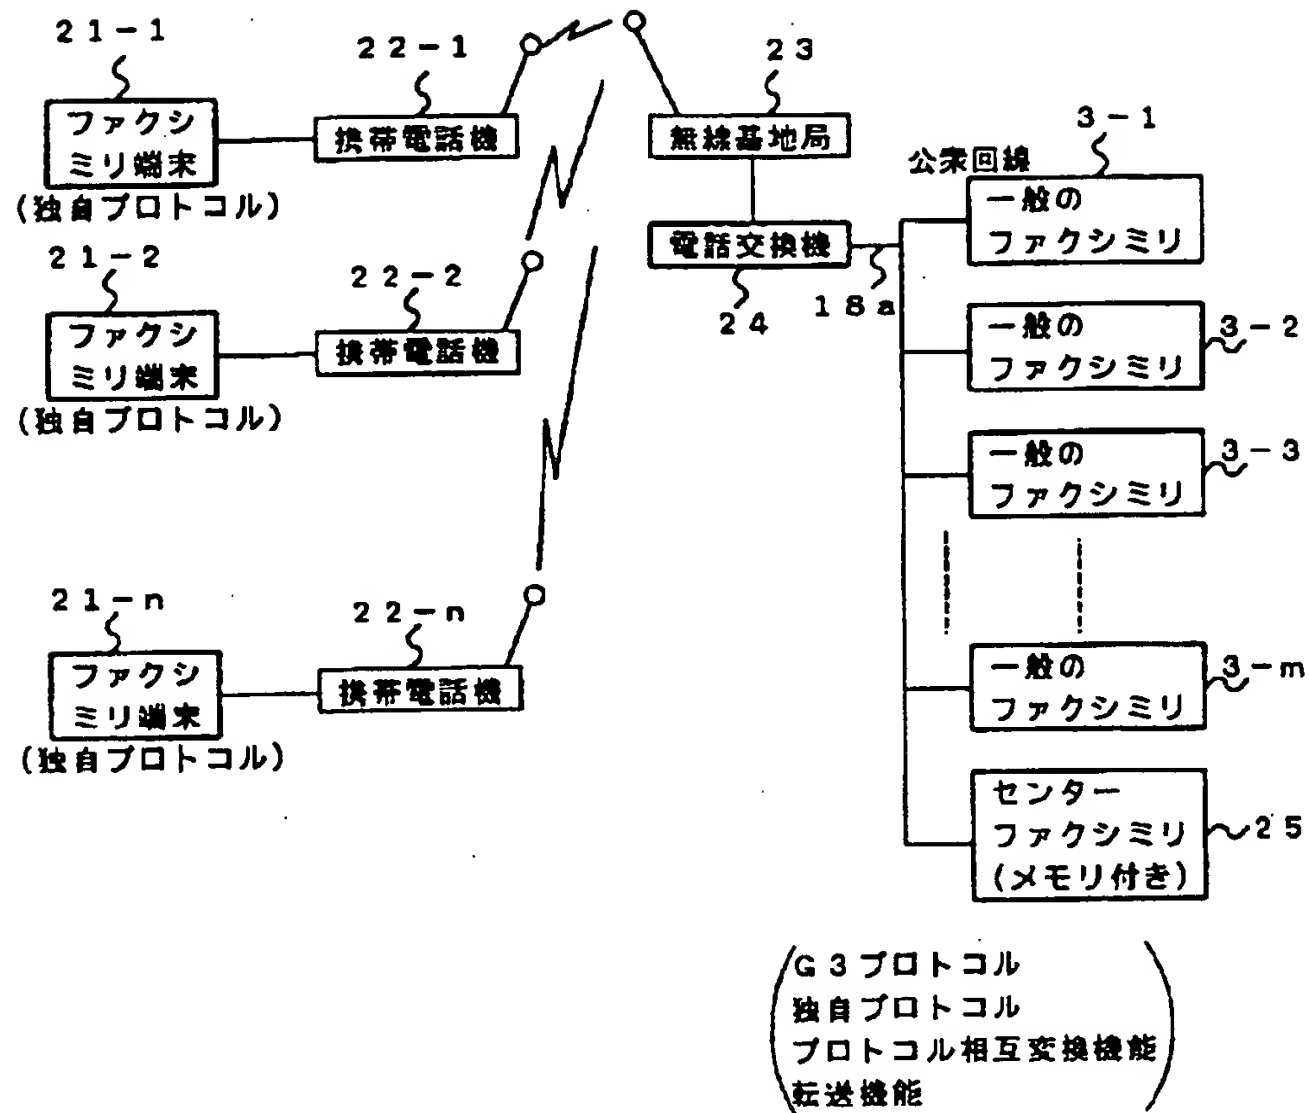 21-1
ファクシ
ミリ端末
(独自プロトコル)
22-1
携帯電話機
23
無線基地局
電話交換機
24
18a
公衆回線
3-1
一般の
ファクシミリ
21-2
ファクシ
ミリ端末
(独自プロトコル)
22-2
携帯電話機
一般の
ファクシミリ
3-2
一般の
ファクシミリ
3-3
21-n
ファクシ
ミリ端末
(独自プロトコル)
22-n
携帯電話機
一般の
ファクシミリ
3-m
センター
ファクシミリ
(メモリ付き)
25
G3プロトコル
独自プロトコル
プロトコル相互変換機能
転送機能